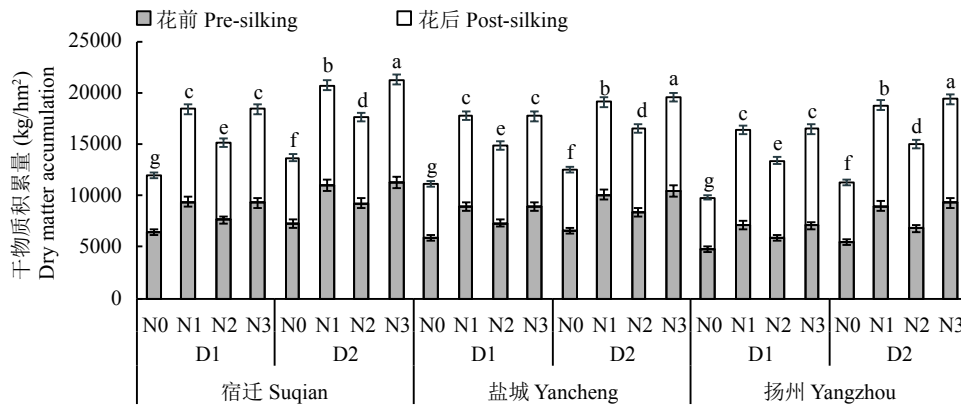 花前 Pre-silking 花后 Post-silking
干物质积累量 (kg/hm²)
Dry matter accumulation
25000
20000
15000
10000
5000
0
g c e c f b d a g c e c f b d a g c e c f b d a
N0 N1 N2 N3 N0 N1 N2 N3 N0 N1 N2 N3 N0 N1 N2 N3 N0 N1 N2 N3 N0 N1 N2 N3
D1 D2 D1 D2 D1 D2
宿迁 Suqian 盐城 Yancheng 扬州 Yangzhou